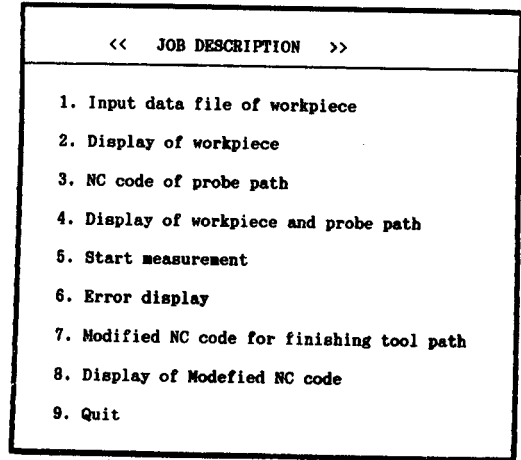 << JOB DESCRIPTION >>
1. Input data file of workpiece
2. Display of workpiece
3. NC code of probe path
4. Display of workpiece and probe path
5. Start measurement
6. Error display
7. Modified NC code for finishing tool path
8. Display of Modefied NC code
9. Quit